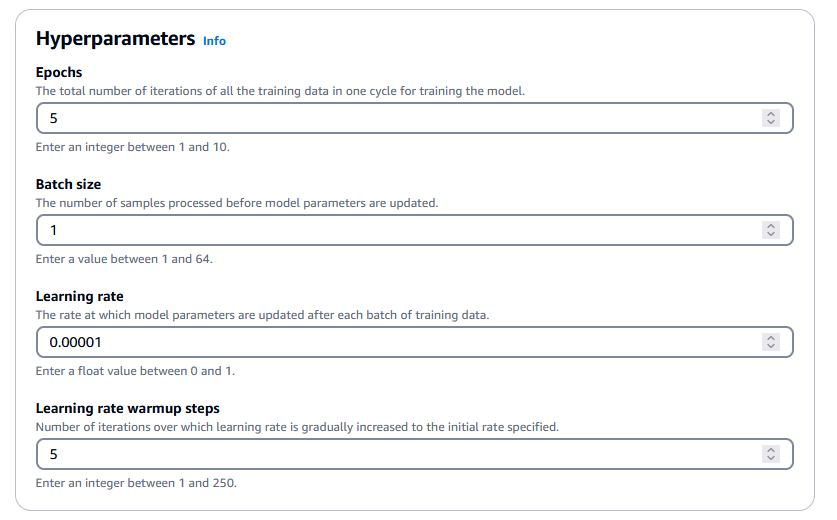 Hyperparameters Info
Epochs
The total number of iterations of all the training data in one cycle for training the model.
5
Enter an integer between 1 and 10.
Batch size
The number of samples processed before model parameters are updated.
1
Enter a value between 1 and 64.
Learning rate
The rate at which model parameters are updated after each batch of training data.
0.00001
Enter a float value between 0 and 1.
Learning rate warmup steps
Number of iterations over which learning rate is gradually increased to the initial rate specified.
5
Enter an integer between 1 and 250.